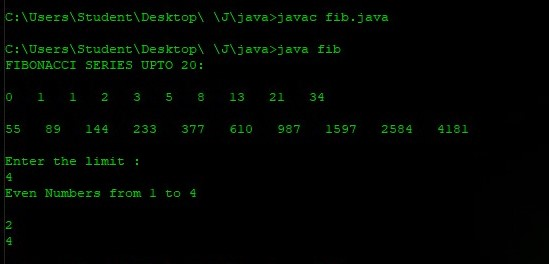 C:\Users\Student\Desktop\ \J\java>javac fib.java
C:\Users\Student\Desktop\ \J\java>java fib
FIBONACCI SERIES UPTO 20:
0 1 1 2 3 5 8 13 21 34
55 89 144 233 377 610 987 1597 2584 4181
Enter the limit :
4
Even Numbers from 1 to 4
2
4